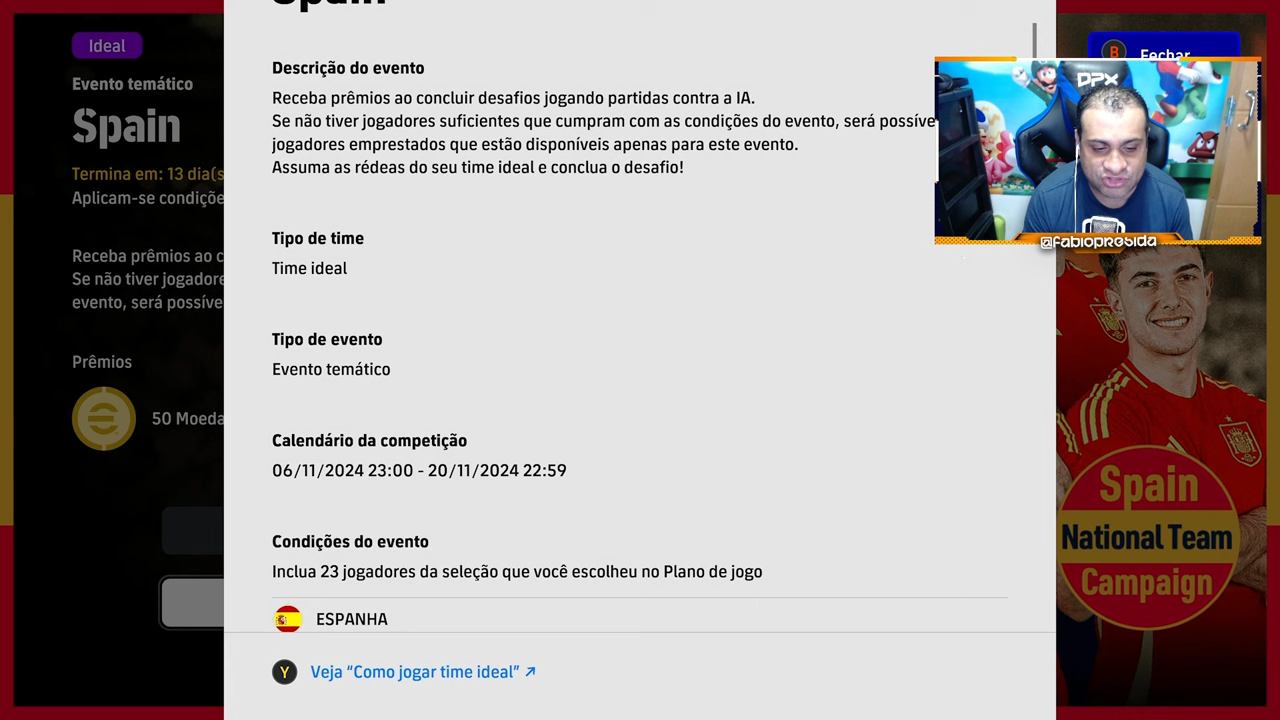 Spain
Ideal
Evento temático
Spain
Termina em: 13 dia(s
Aplicam-se condiçõe
Receba prêmios ao c
Se não tiver jogadore
evento, será possíve
Prêmios
50 Moeda
Descrição do evento
Receba prêmios ao concluir desafios jogando partidas contra a IA.
Se não tiver jogadores suficientes que cumpram com as condições do evento, será possíve
jogadores emprestados que estão disponíveis apenas para este evento.
Assuma as rédeas do seu time ideal e conclua o desafio!
Tipo de time
Time ideal
Tipo de evento
Evento temático
Calendário da competição
06/11/2024 23:00 - 20/11/2024 22:59
Condições do evento
Inclua 23 jogadores da seleção que você escolheu no Plano de jogo
ESPANHA
Y Veja “Como jogar time ideal”
B Fechar
DPX
@fabiopresida
Spain
National Team
Campaign